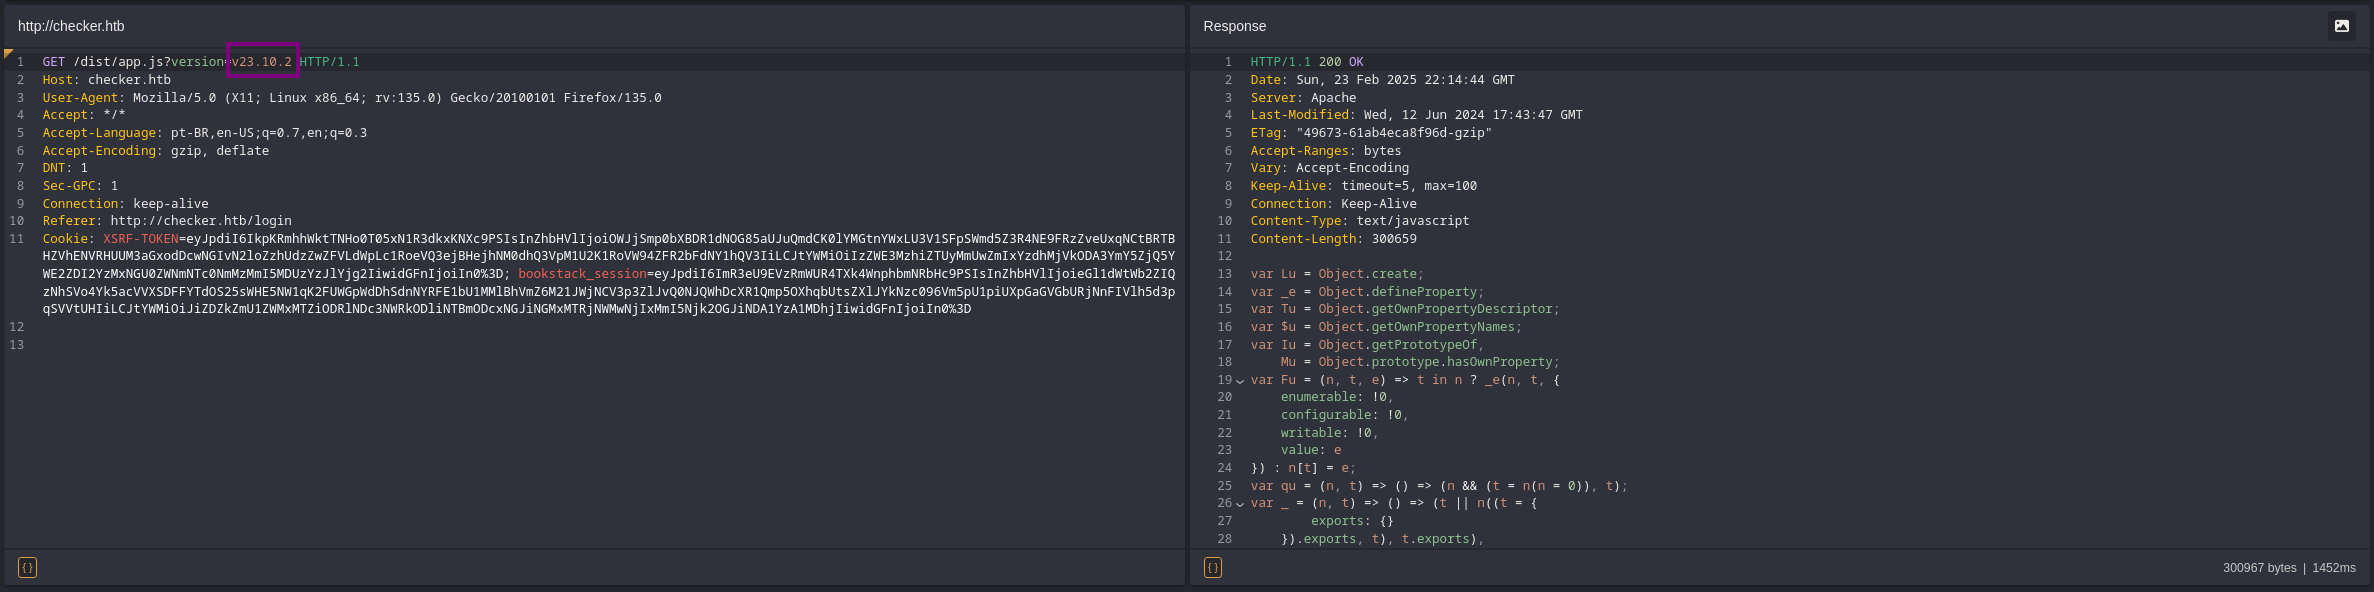 http://checker.htb
1 GET /dist/app.js?version=v23.10.2 HTTP/1.1
2 Host: checker.htb
3 User-Agent: Mozilla/5.0 (X11; Linux x86_64; rv:135.0) Gecko/20100101 Firefox/135.0
4 Accept: */*
5 Accept-Language: pt-BR,en-US;q=0.7,en;q=0.3
6 Accept-Encoding: gzip, deflate
7 DNT: 1
8 Sec-GPC: 1
9 Connection: keep-alive
10 Referer: http://checker.htb/login
11 Cookie: XSRF-TOKEN=
bookstack_session=
12
13
{}
Response
1 HTTP/1.1 200 OK
2 Date: Sun, 23 Feb 2025 22:14:44 GMT
3 Server: Apache
4 Last-Modified: Wed, 12 Jun 2024 17:43:47 GMT
5 ETag: "49673-61ab4eca8f96d-gzip"
6 Accept-Ranges: bytes
7 Vary: Accept-Encoding
8 Keep-Alive: timeout=5, max=100
9 Connection: Keep-Alive
10 Content-Type: text/javascript
11 Content-Length: 300659
12
13 var Lu = Object.create;
14 var _e = Object.defineProperty;
15 var Tu = Object.getOwnPropertyDescriptor;
16 var $u = Object.getOwnPropertyNames;
17 var Iu = Object.getPrototypeOf,
18 Mu = Object.prototype.hasOwnProperty;
19 var Fu = (n, t, e) => t in n ? _e(n, t, {
20 enumerable: !0,
21 configurable: !0,
22 writable: !0,
23 value: e
24 }) : n[t] = e;
25 var qu = (n, t) => () => (n && (t = n(n = 0)), t);
26 var _ = (n, t) => () => (t || n((t = {
27 exports: {}
28 }).exports, t), t.exports),
{}
300967 bytes | 1452ms